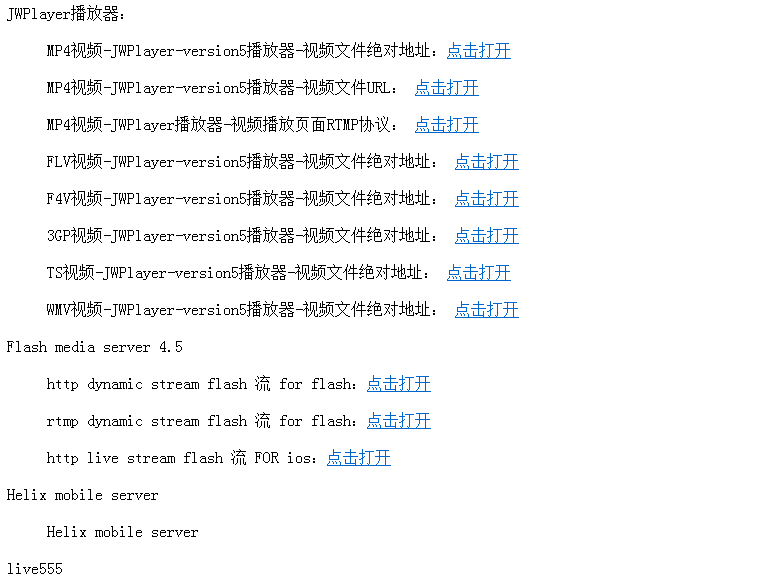 JWPlayer播放器：
MP4视频-JWPlayer-version5播放器-视频文件绝对地址：点击打开
MP4视频-JWPlayer-version5播放器-视频文件URL： 点击打开
MP4视频-JWPlayer播放器-视频播放页面RTMP协议： 点击打开
FLV视频-JWPlayer-version5播放器-视频文件绝对地址： 点击打开
F4V视频-JWPlayer-version5播放器-视频文件绝对地址： 点击打开
3GP视频-JWPlayer-version5播放器-视频文件绝对地址： 点击打开
TS视频-JWPlayer-version5播放器-视频文件绝对地址： 点击打开
WMV视频-JWPlayer-version5播放器-视频文件绝对地址： 点击打开
Flash media server 4.5
http dynamic stream flash 流 for flash：点击打开
rtmp dynamic stream flash 流 for flash：点击打开
http live stream flash 流 FOR ios：点击打开
Helix mobile server
Helix mobile server
live555